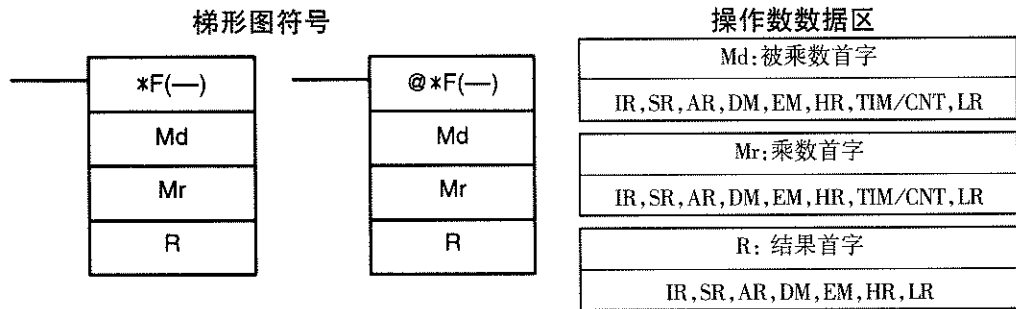 梯形图符号
*F(—)
Md
Mr
R
@*F(—)
Md
Mr
R
操作数数据区
Md:被乘数首字
IR,SR,AR,DM,EM,HR,TIM/CNT,LR
Mr:乘数首字
IR,SR,AR,DM,EM,HR,TIM/CNT,LR
R: 结果首字
IR,SR,AR,DM,EM,HR,LR